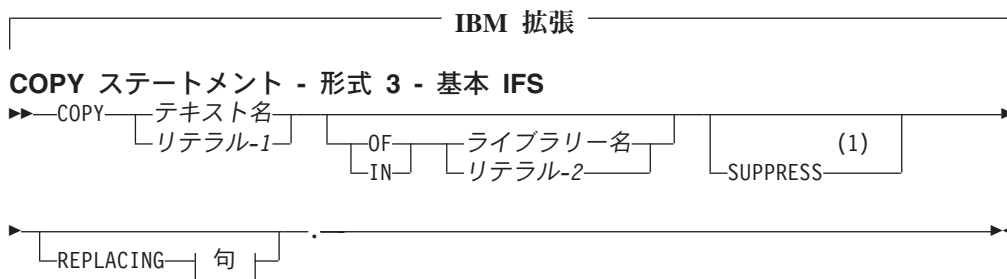 IBM 拡張
COPY ステートメント - 形式 3 - 基本 IFS
COPY テキスト名 OF ライブラリー名 (1)
リテラル-1 IN リテラル-2 SUPPRESS
.
REPLACING 句